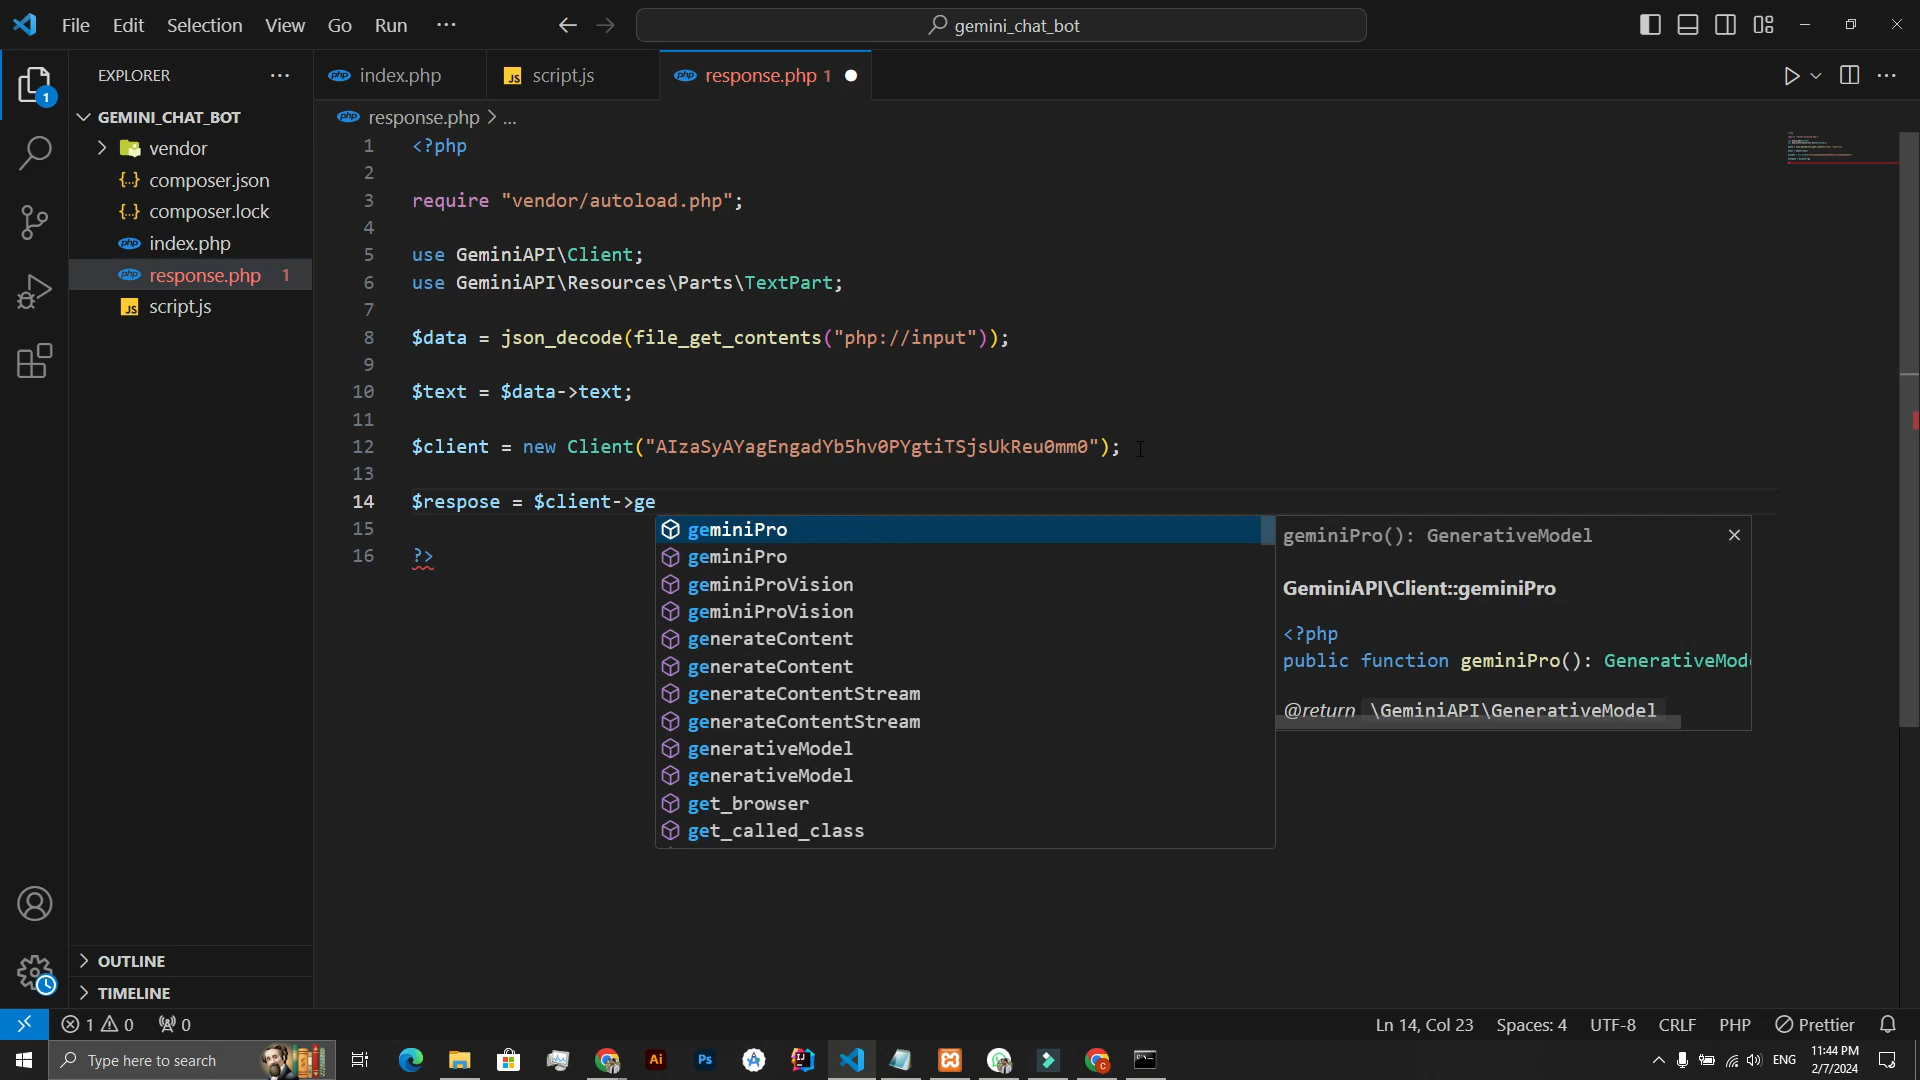 File Edit Selection View Go Run ···
gemini_chat_bot
EXPLORER ···
index.php
script.js
response.php 1
GEMINI_CHAT_BOT
vendor
composer.json
composer.lock
index.php
response.php 1
script.js
response.php > ...
1 <?php
2
3 require "vendor/autoload.php";
4
5 use GeminiAPI\Client;
6 use GeminiAPI\Resources\Parts\TextPart;
7
8 $data = json_decode(file_get_contents("php://input"));
9
10 $text = $data->text;
11
12 $client = new Client("AIzaSyAYagEngadYb5hv0PYgtiTSjsUkReu0mm0");
13
14 $respose = $client->ge
15
16 ?>
geminiPro
geminiPro
geminiProVision
geminiProVision
generateContent
generateContent
generateContentStream
generateContentStream
generativeModel
generativeModel
get_browser
get_called_class
geminiPro(): GenerativeModel
GeminiAPI\Client::geminiPro
<?php
public function geminiPro(): GenerativeMod
@return \GeminiAPI\GenerativeModel
1
OUTLINE
TIMELINE
1 0 0
Ln 14, Col 23 Spaces: 4 UTF-8 CRLF PHP Prettier
Type here to search
Ai
Ps
ENG
11:44 PM
2/7/2024